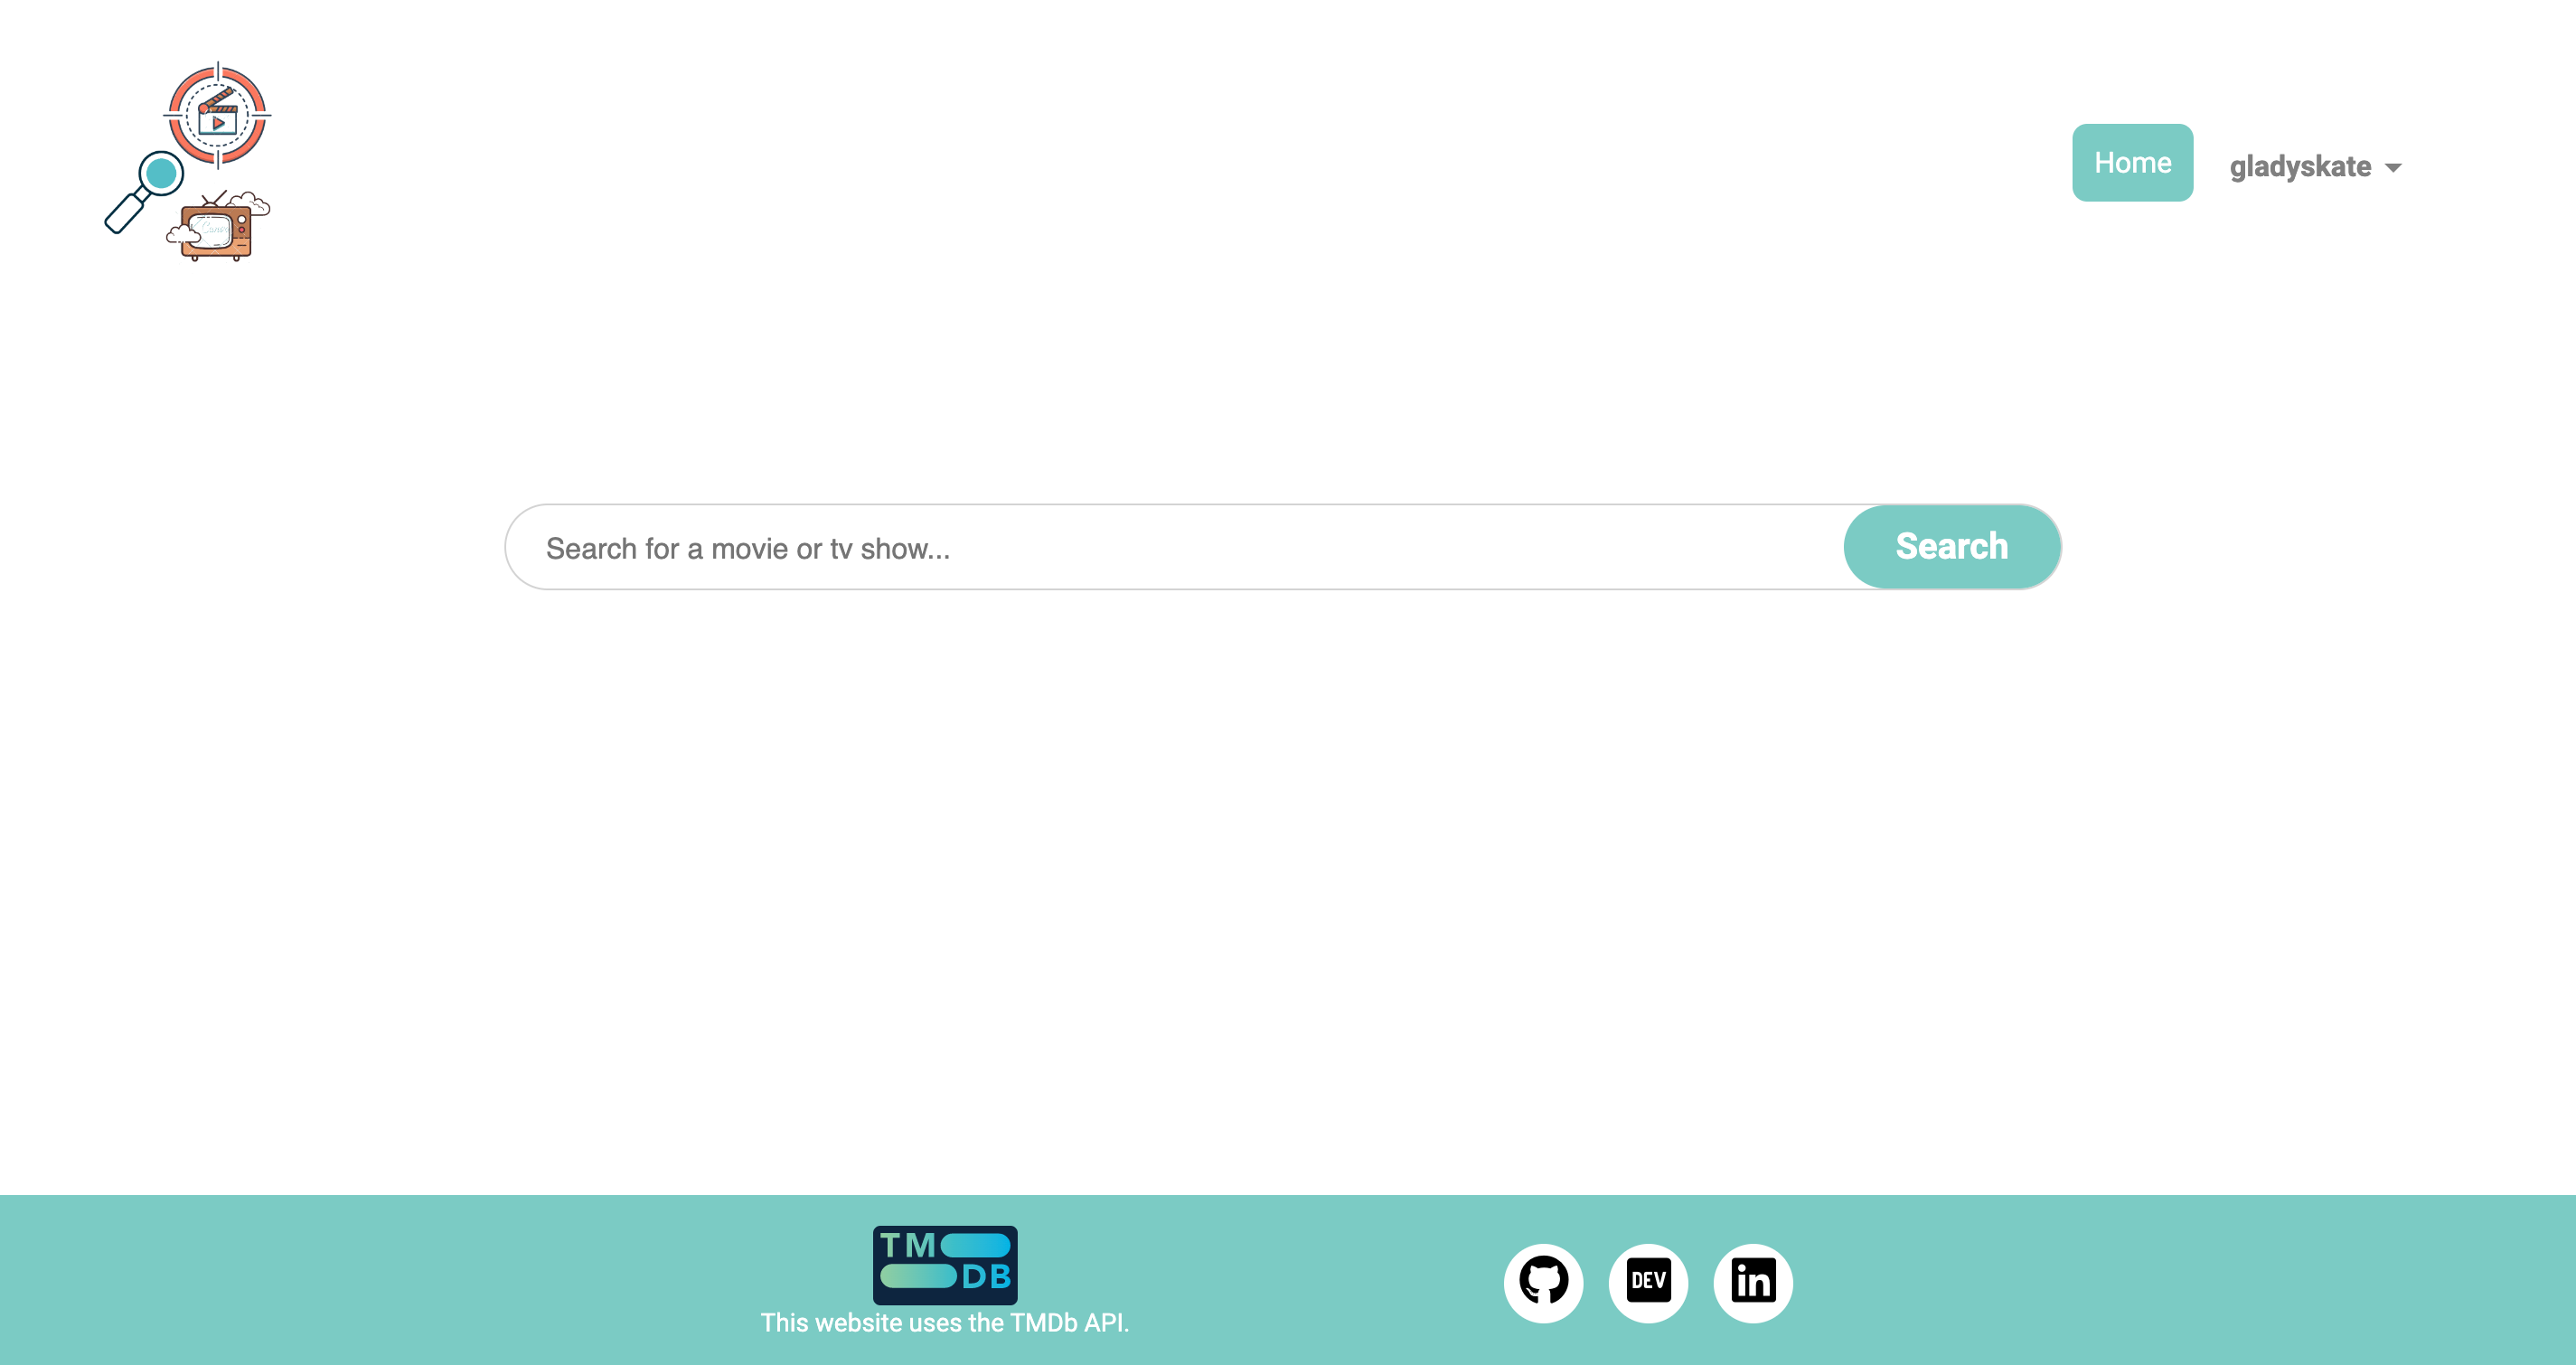 Home
gladyskate
Search for a movie or tv show...
Search
TM
DB
This website uses the TMDb API.
DEV
in